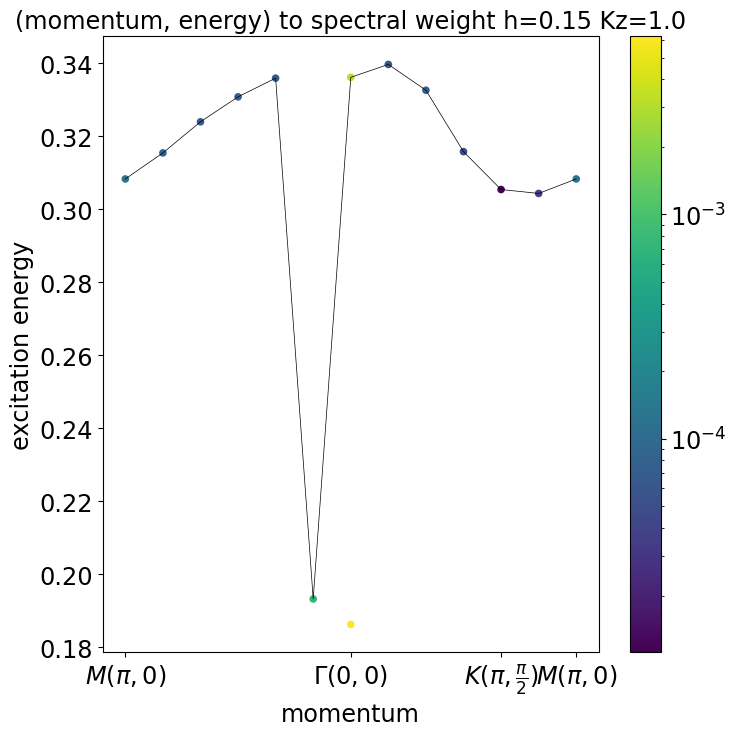 (momentum, energy) to spectral weight h=0.15 Kz=1.0
excitation energy
0.34
0.32
0.30
0.28
0.26
0.24
0.22
0.20
0.18
M(π, 0)
Γ(0, 0)
K(π, π/2)
M(π, 0)
momentum
10⁻³
10⁻⁴